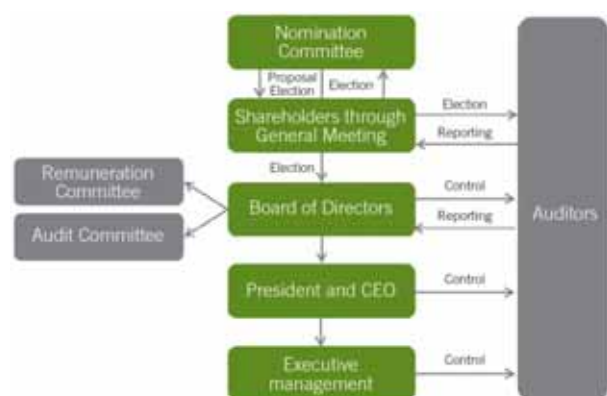 Nomination
Committee
Proposal
Election
Election
Shareholders through
General Meeting
Election
Reporting
Election
Remuneration
Committee
Audit Committee
Board of Directors
Control
Reporting
Auditors
President and CEO
Control
Executive
management
Control